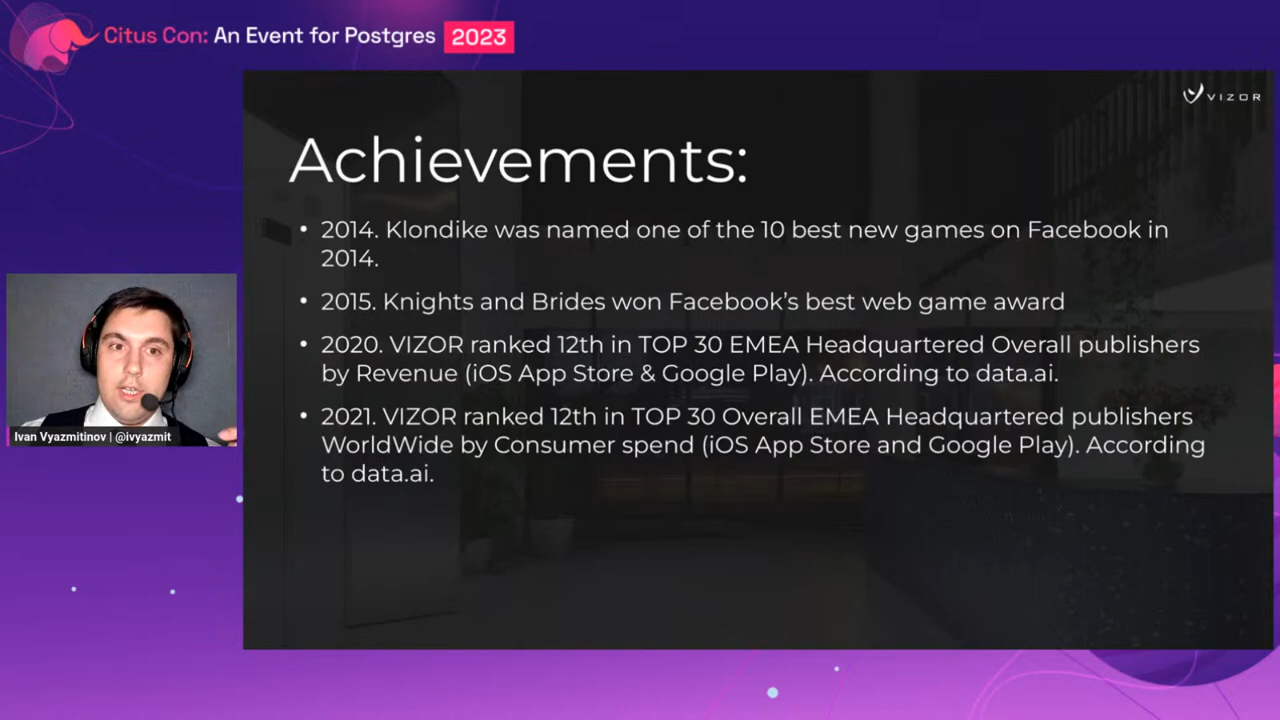 Citus Con: An Event for Postgres 2023
VIZOR
Achievements:
• 2014. Klondike was named one of the 10 best new games on Facebook in
2014.
• 2015. Knights and Brides won Facebook’s best web game award
• 2020. VIZOR ranked 12th in TOP 30 EMEA Headquartered Overall publishers
by Revenue (iOS App Store & Google Play). According to data.ai.
• 2021. VIZOR ranked 12th in TOP 30 Overall EMEA Headquartered publishers
WorldWide by Consumer spend (iOS App Store and Google Play). According
to data.ai.
Ivan Vyazmitinov | @ivyazmit